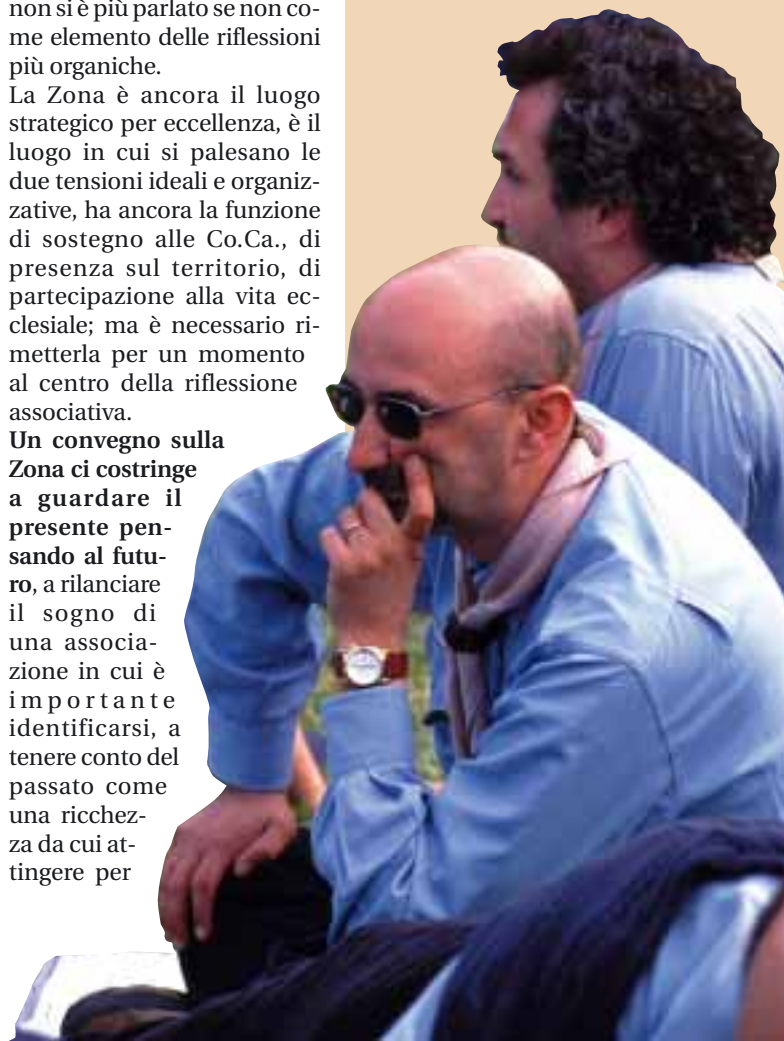 non si è più parlato se non co-
me elemento delle riflessioni
più organiche.
La Zona è ancora il luogo
strategico per eccellenza, è il
luogo in cui si palesano le
due tensioni ideali e organiz-
zative, ha ancora la funzione
di sostegno alle Co.Ca., di
presenza sul territorio, di
partecipazione alla vita ec-
clesiale; ma è necessario ri-
metterla per un momento
al centro della riflessione
associativa.
Un convegno sulla
Zona ci costringe
a guardare il
presente pen-
sando al futu-
ro, a rilanciare
il sogno di
una associa-
zione in cui è
importante
identificarsi, a
tenere conto del
passato come
una ricchez-
za da cui at-
tingere per